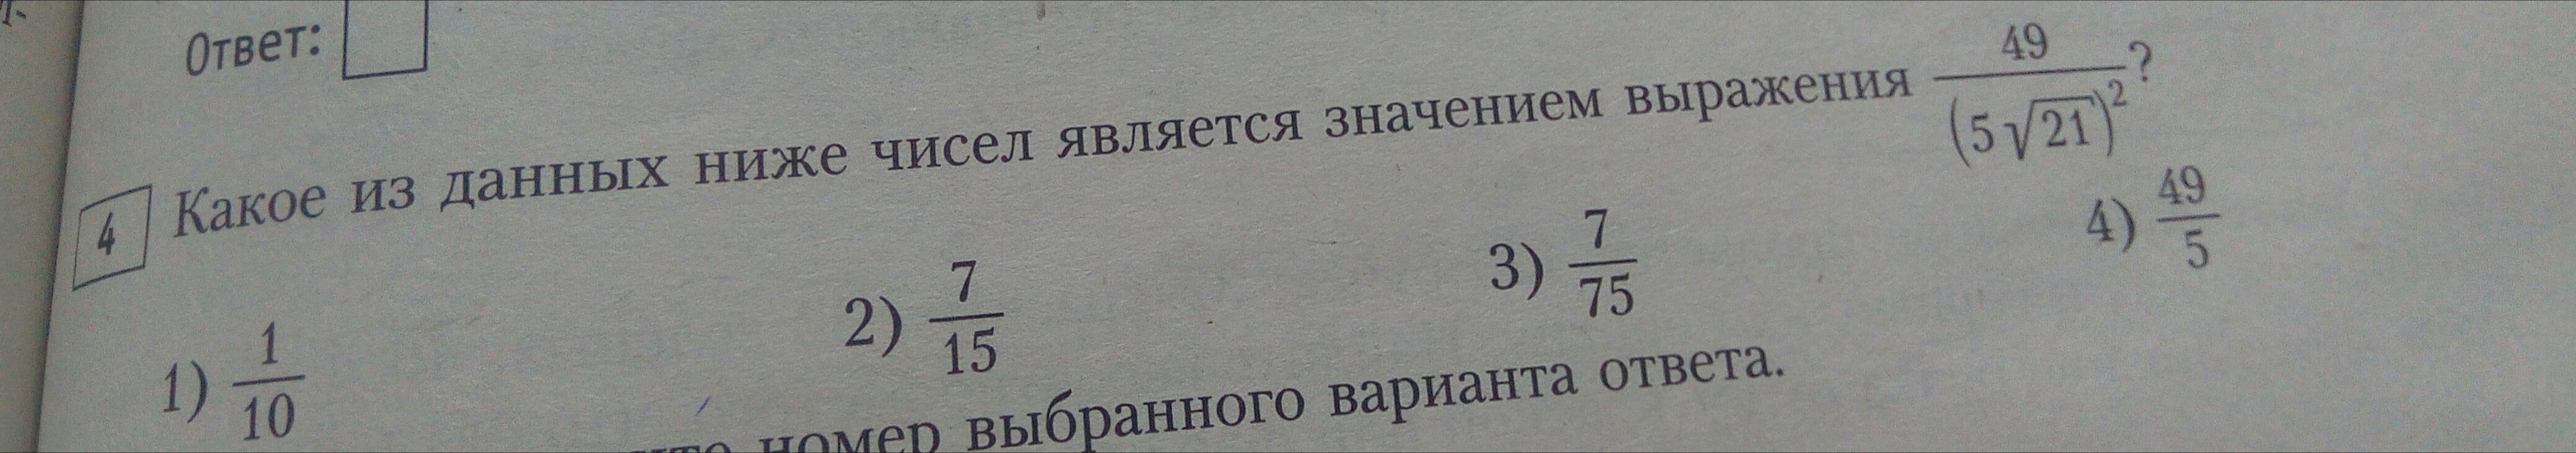 Ответ:
4 Какое из данных ниже чисел является значением выражения 49/(5√21)²?
1) 1/10 2) 7/15 3) 7/75 4) 49/5
номер выбранного варианта ответа.